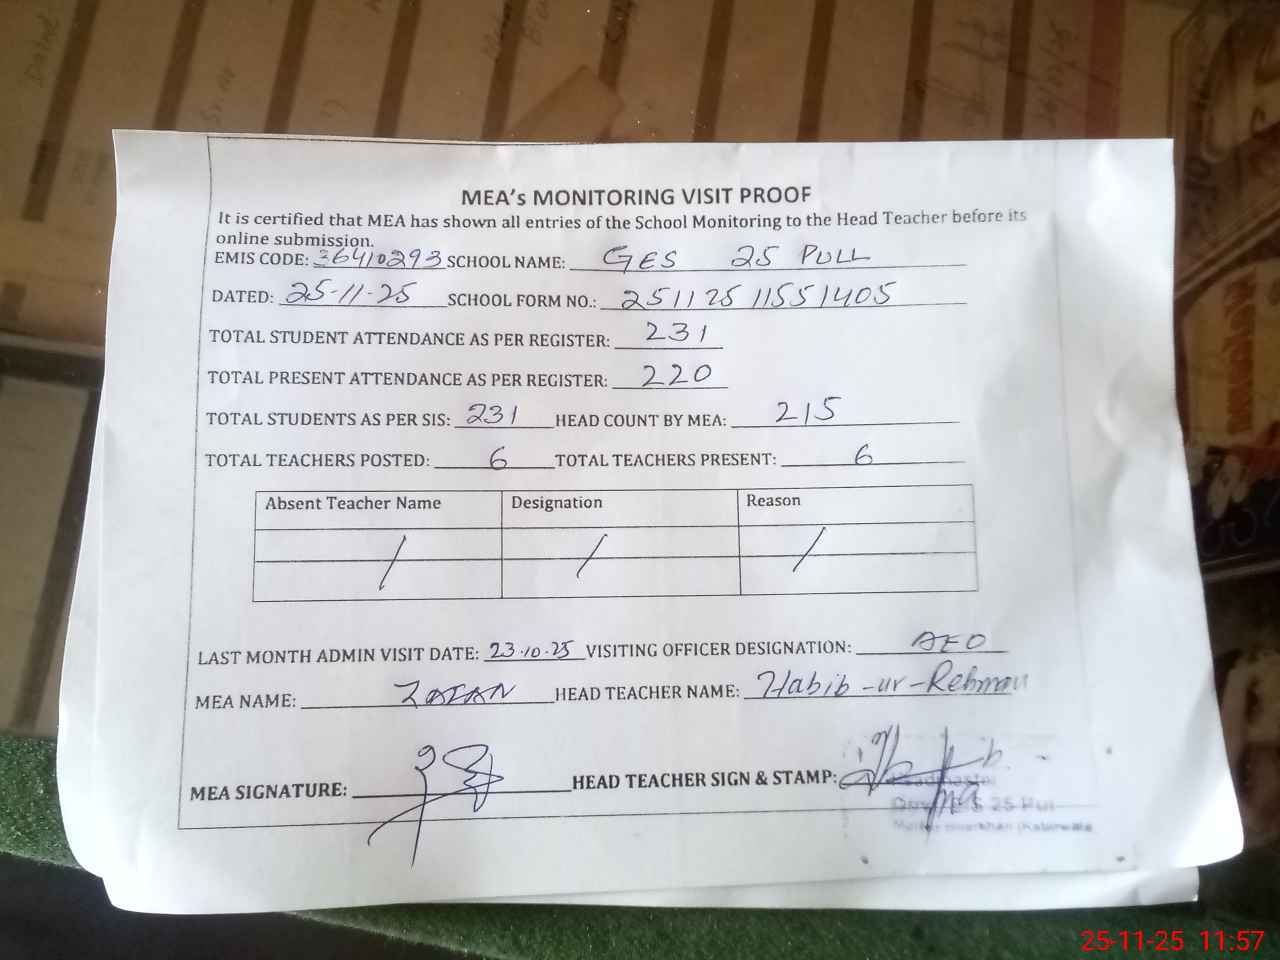 MEA's MONITORING VISIT PROOF
It is certified that MEA has shown all entries of the School Monitoring to the Head Teacher before its
online submission.
EMIS CODE: 36410293 SCHOOL NAME: GES 25 PULL
DATED: 25-11-25 SCHOOL FORM NO.: 251125 11551405
TOTAL STUDENT ATTENDANCE AS PER REGISTER: 231
TOTAL PRESENT ATTENDANCE AS PER REGISTER: 220
TOTAL STUDENTS AS PER SIS: 231 HEAD COUNT BY MEA: 215
TOTAL TEACHERS POSTED: 6 TOTAL TEACHERS PRESENT: 6
Absent Teacher Name Designation Reason
/ / /
LAST MONTH ADMIN VISIT DATE: 23.10.25 VISITING OFFICER DESIGNATION: AEO
MEA NAME: HEAD TEACHER NAME: Habib-ur-Rehman
MEA SIGNATURE: HEAD TEACHER SIGN & STAMP:
Headmaster
25 Pul
25-11-25 11:57